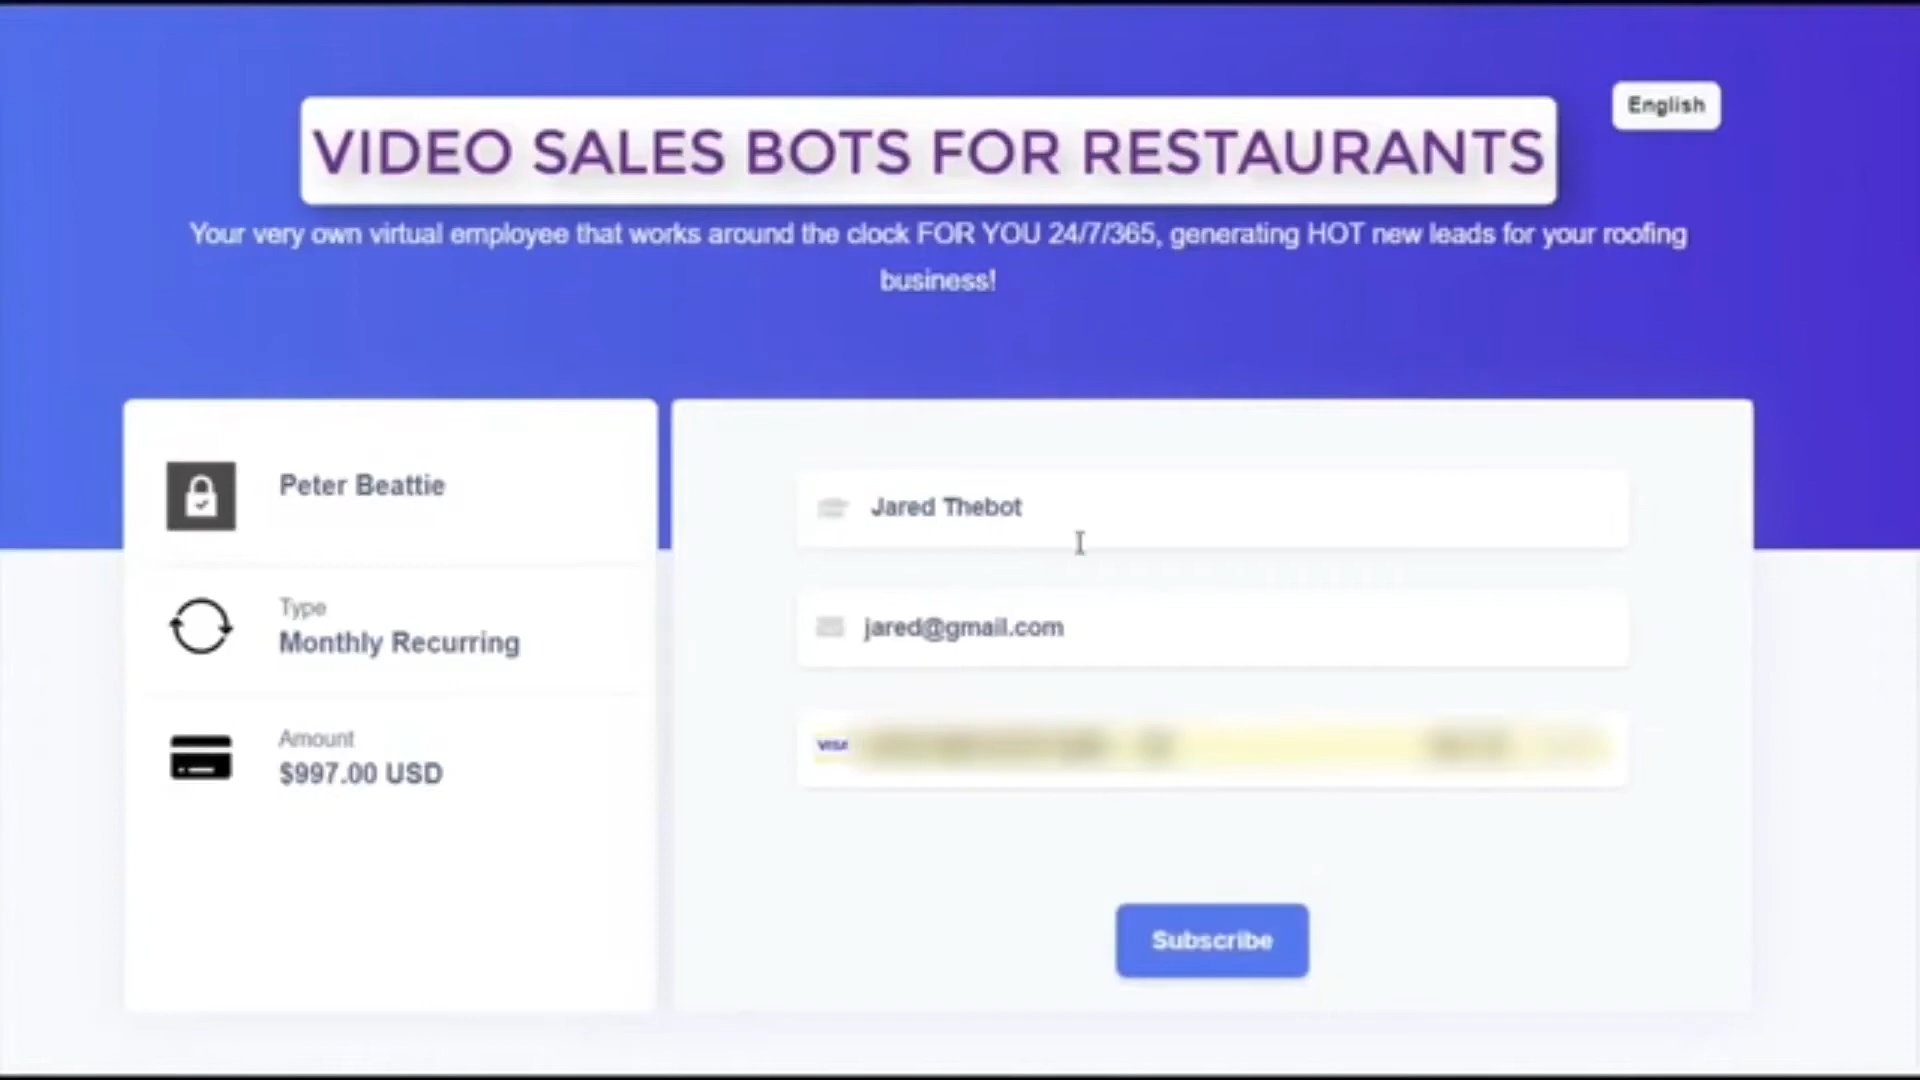 English
VIDEO SALES BOTS FOR RESTAURANTS
Your very own virtual employee that works around the clock FOR YOU 24/7/365, generating HOT new leads for your roofing
business!
Peter Beattie
Type
Monthly Recurring
Amount
$997.00 USD
Jared Thebot
jared@gmail.com
VISA
Subscribe